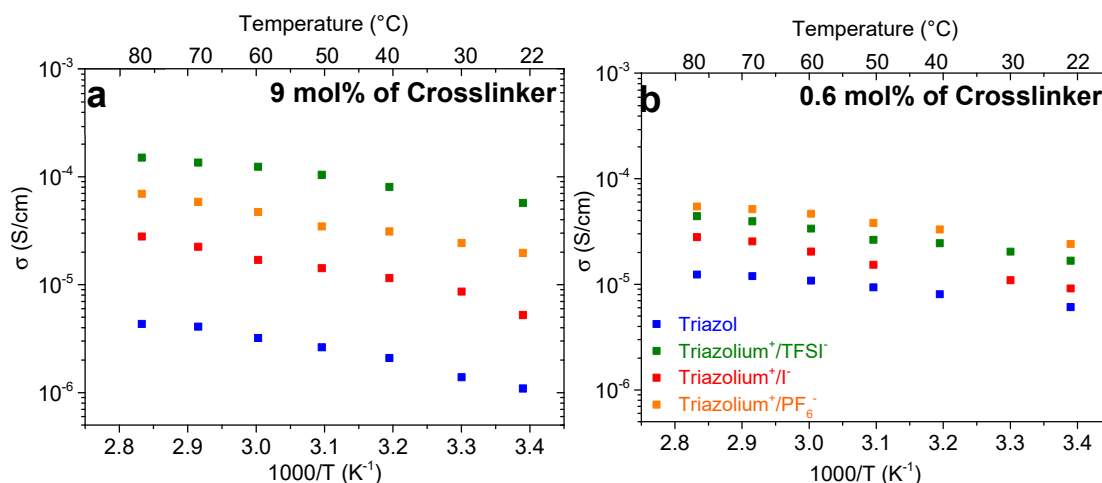 Temperature (°C)
80 70 60 50 40 30 22
a
9 mol% of Crosslinker
10⁻³
10⁻⁴
10⁻⁵
10⁻⁶
σ (S/cm)
2.8 2.9 3.0 3.1 3.2 3.3 3.4
1000/T (K⁻¹)
Temperature (°C)
80 70 60 50 40 30 22
b
0.6 mol% of Crosslinker
10⁻³
10⁻⁴
10⁻⁵
10⁻⁶
σ (S/cm)
Triazol
Triazolium⁺/TFSI⁻
Triazolium⁺/I⁻
Triazolium⁺/PF₆⁻
2.8 2.9 3.0 3.1 3.2 3.3 3.4
1000/T (K⁻¹)